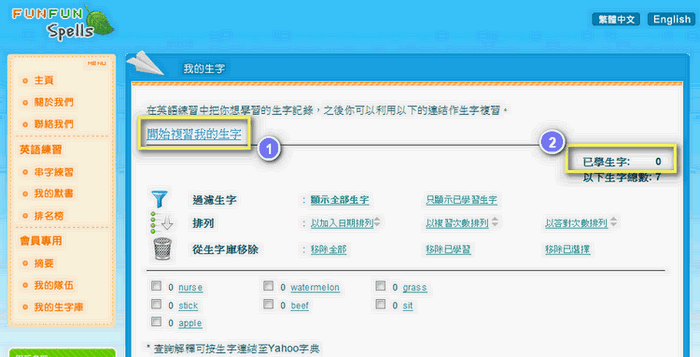 FUNFUN
Spells
繁體中文
English
MENU
主頁
關於我們
聯絡我們
英語練習
串字練習
我的默書
排名榜
會員專用
摘要
我的隊伍
我的生字庫
我的生字
在英語練習中把你想學習的生字記錄，之後你可以利用以下的連結作生字複習。
開始複習我的生字
1
2
已學生字: 0
以下生字總數: 7
過濾生字 : 顯示全部生字 只顯示已學習生字
排列 : 以加入日期排列 以複習次數排列 以答對次數排列
從生字庫移除 : 移除全部 移除已學習 移除已選擇
0 nurse 0 watermelon 0 grass
0 stick 0 beef 0 sit
0 apple
* 查詢解釋可按生字連結至Yahoo字典